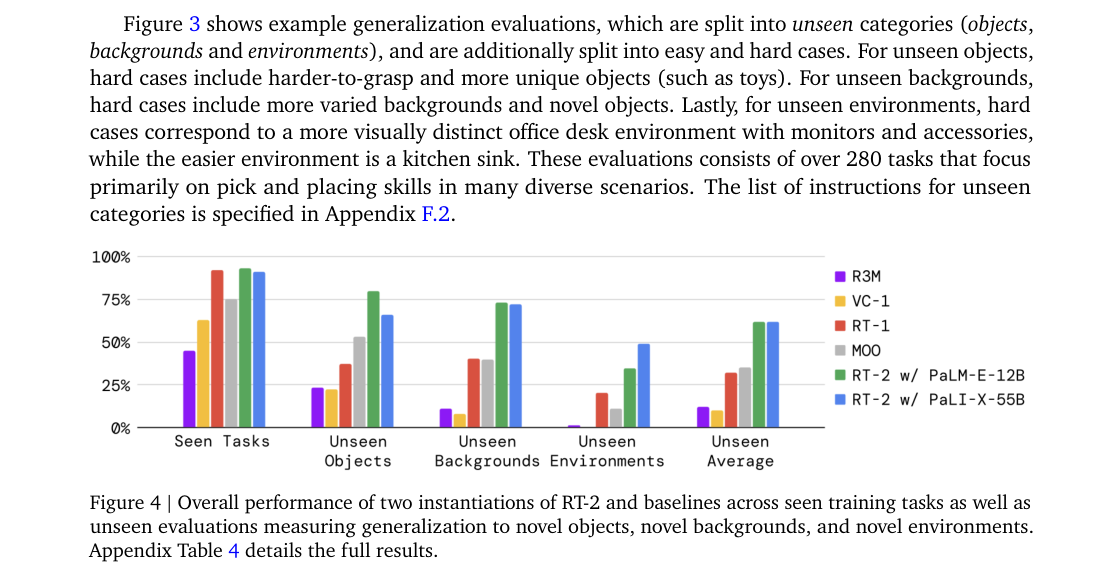 Figure 3 shows example generalization evaluations, which are split into unseen categories (objects,
backgrounds and environments), and are additionally split into easy and hard cases. For unseen objects,
hard cases include harder-to-grasp and more unique objects (such as toys). For unseen backgrounds,
hard cases include more varied backgrounds and novel objects. Lastly, for unseen environments, hard
cases correspond to a more visually distinct office desk environment with monitors and accessories,
while the easier environment is a kitchen sink. These evaluations consists of over 280 tasks that focus
primarily on pick and placing skills in many diverse scenarios. The list of instructions for unseen
categories is specified in Appendix F.2.
100%
75%
50%
25%
0%
Seen Tasks
Unseen
Objects
Unseen
Backgrounds
Unseen
Environments
Unseen
Average
R3M
VC-1
RT-1
MOO
RT-2 w/ PaLM-E-12B
RT-2 w/ PaLI-X-55B
Figure 4 | Overall performance of two instantiations of RT-2 and baselines across seen training tasks as well as
unseen evaluations measuring generalization to novel objects, novel backgrounds, and novel environments.
Appendix Table 4 details the full results.